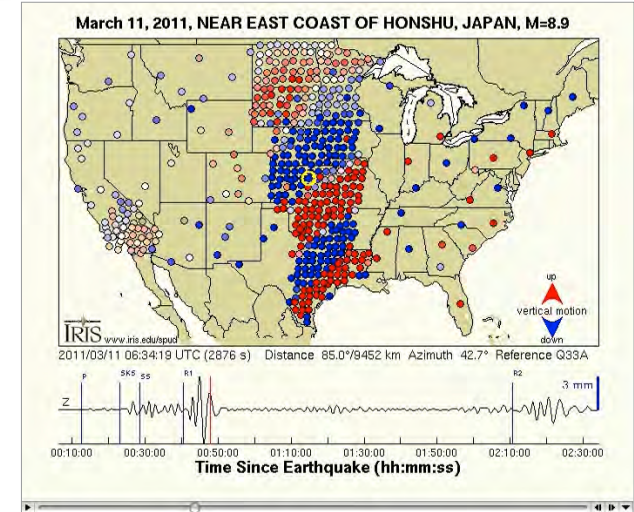 March 11, 2011, NEAR EAST COAST OF HONSHU, JAPAN, M=8.9
up
vertical motion
down
IRIS www.iris.edu/spud
2011/03/11 06:34:19 UTC (2876 s) Distance 85.0°/9452 km Azimuth 42.7° Reference Q33A
P SKS SS R1 R2
3 mm
Z
00:10:00 00:30:00 00:50:00 01:10:00 01:30:00 01:50:00 02:10:00 02:30:00
Time Since Earthquake (hh:mm:ss)